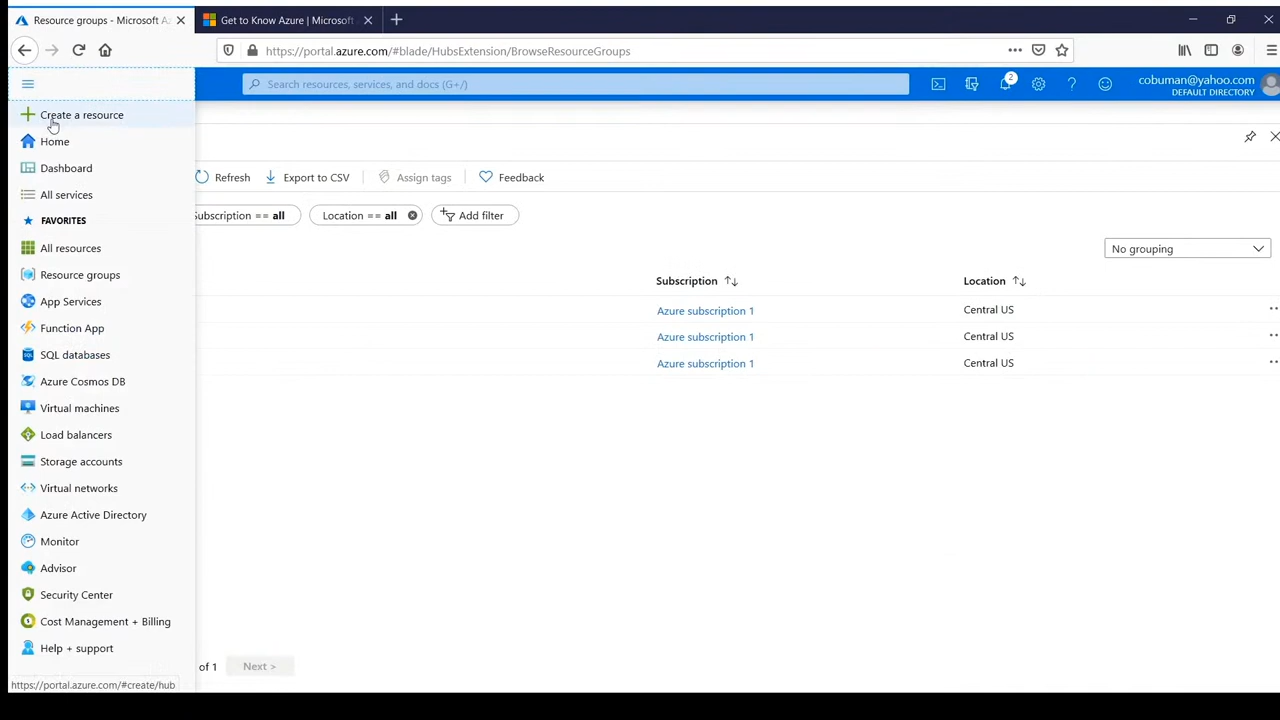 Resource groups - Microsoft A
Get to Know Azure | Microsoft
https://portal.azure.com/#blade/HubsExtension/BrowseResourceGroups
Search resources, services, and docs (G+/)
2
cobuman@yahoo.com
DEFAULT DIRECTORY
Create a resource
Home
Dashboard
All services
FAVORITES
All resources
Resource groups
App Services
Function App
SQL databases
Azure Cosmos DB
Virtual machines
Load balancers
Storage accounts
Virtual networks
Azure Active Directory
Monitor
Advisor
Security Center
Cost Management + Billing
Help + support
https://portal.azure.com/#create/hub
Refresh
Export to CSV
Assign tags
Feedback
Subscription == all
Location == all
Add filter
No grouping
Subscription
Location
Azure subscription 1
Central US
Azure subscription 1
Central US
Azure subscription 1
Central US
of 1
Next >